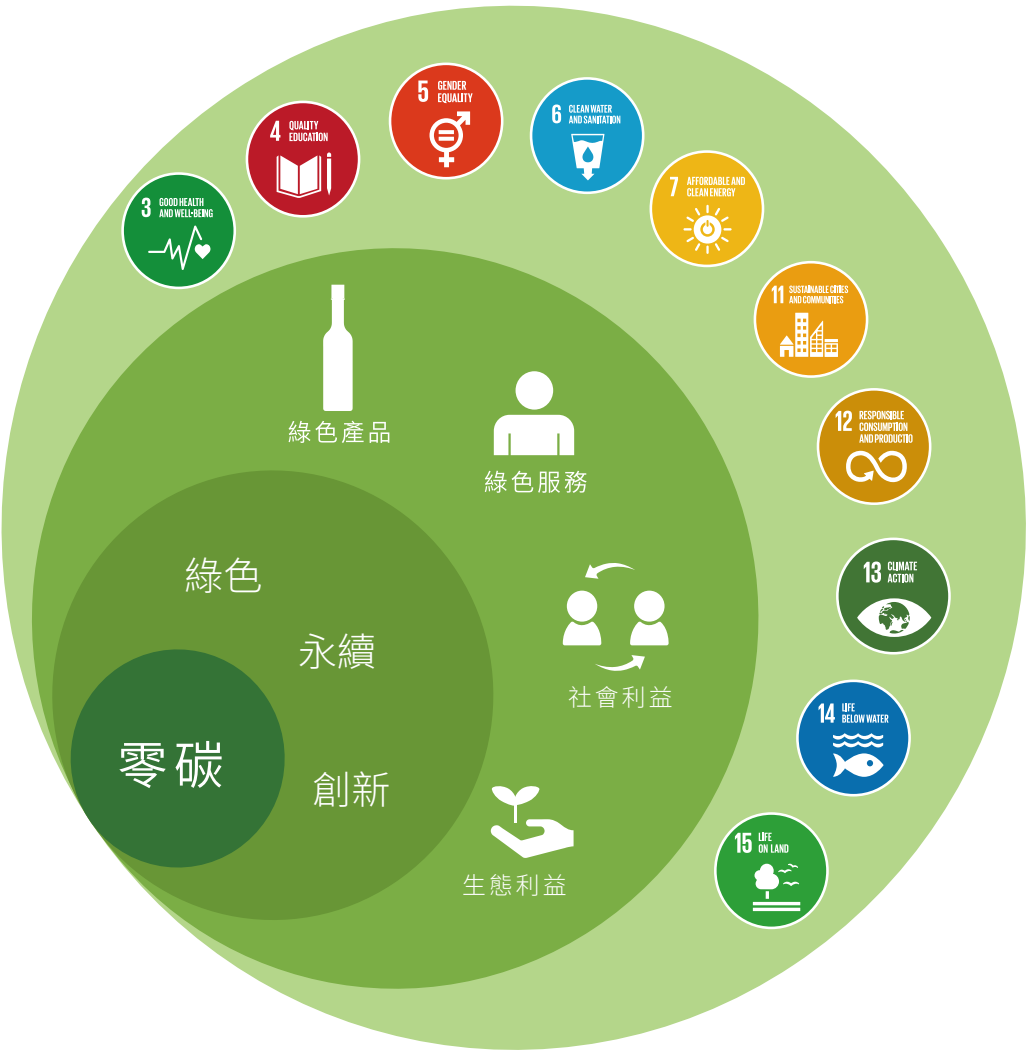 3 GOOD HEALTH
AND WELL-BEING
4 QUALITY
EDUCATION
5 GENDER
EQUALITY
6 CLEAN WATER
AND SANITATION
7 AFFORDABLE AND
CLEAN ENERGY
11 SUSTAINABLE CITIES
AND COMMUNITIES
12 RESPONSIBLE
CONSUMPTION
AND PRODUCTIO
13 CLIMATE
ACTION
14 LIFE
BELOW WATER
15 LIFE
ON LAND
綠色產品
綠色服務
社會利益
生態利益
綠色
永續
創新
零碳